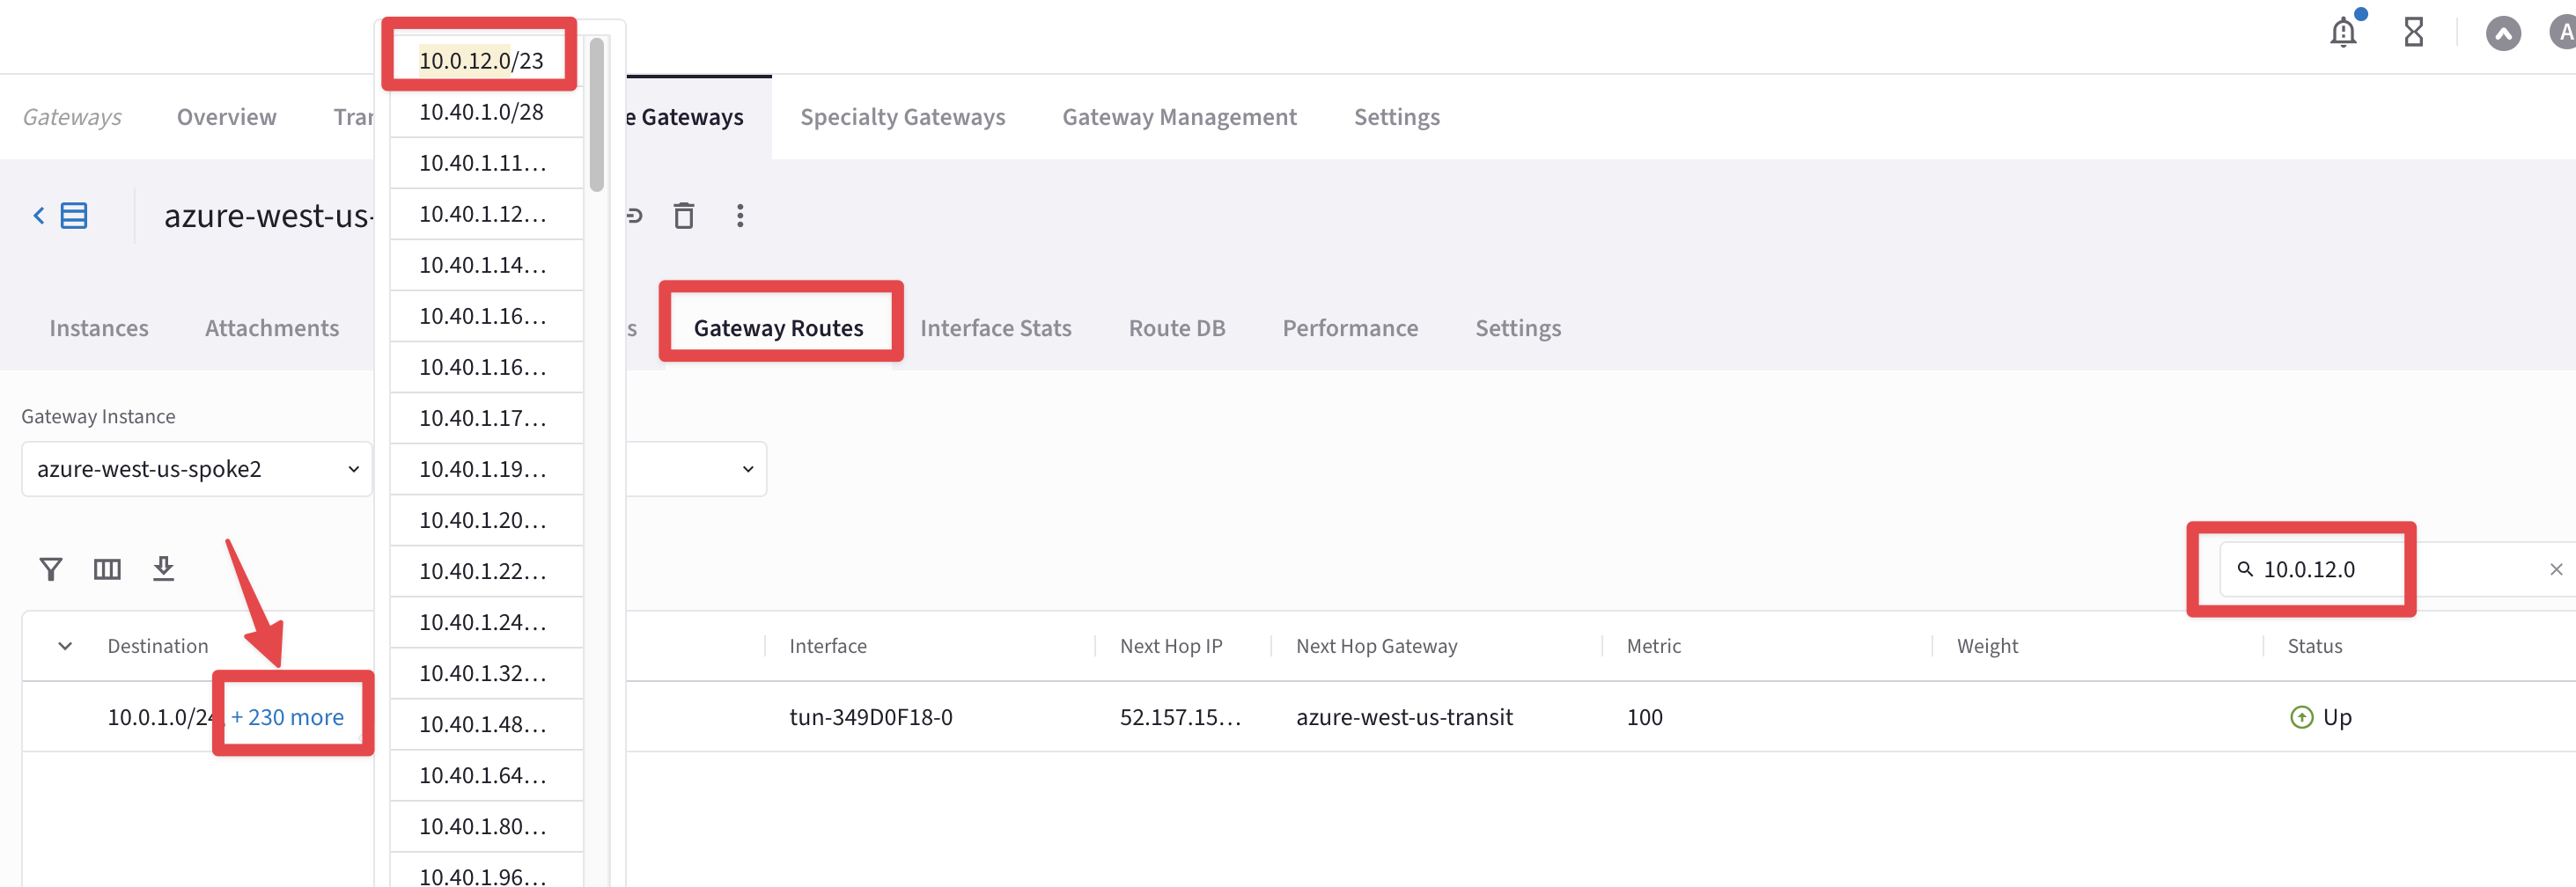 10.0.12.0/23
A
Gateways
Overview
Tran
e Gateways
Specialty Gateways
Gateway Management
Settings
10.40.1.0/28
10.40.1.11…
10.40.1.12…
azure-west-us-
10.40.1.14…
10.40.1.16…
Instances
Attachments
s
Gateway Routes
Interface Stats
Route DB
Performance
Settings
10.40.1.16…
Gateway Instance
10.40.1.17…
azure-west-us-spoke2
10.40.1.19…
10.40.1.20…
10.40.1.22…
10.0.12.0
10.40.1.24…
Destination
Interface
Next Hop IP
Next Hop Gateway
Metric
Weight
Status
10.40.1.32…
10.0.1.0/24
+ 230 more
10.40.1.48…
tun-349D0F18-0
52.157.15…
azure-west-us-transit
100
Up
10.40.1.64…
10.40.1.80…
10.40.1.96…